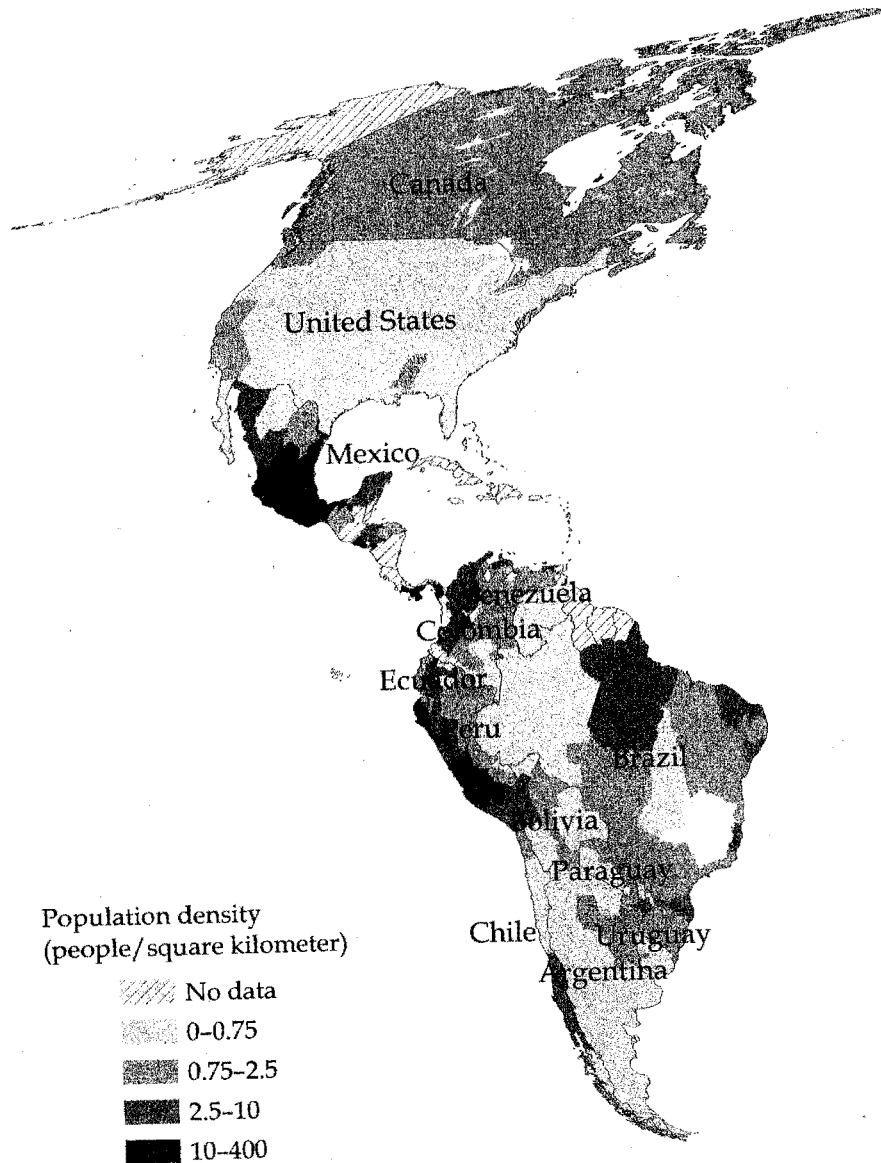 Canada
United States
Mexico
Venezuela
Colombia
Ecuador
Peru
Brazil
Bolivia
Paraguay
Chile
Uruguay
Argentina
Population density
(people/square kilometer)
No data
0–0.75
0.75–2.5
2.5–10
10–400